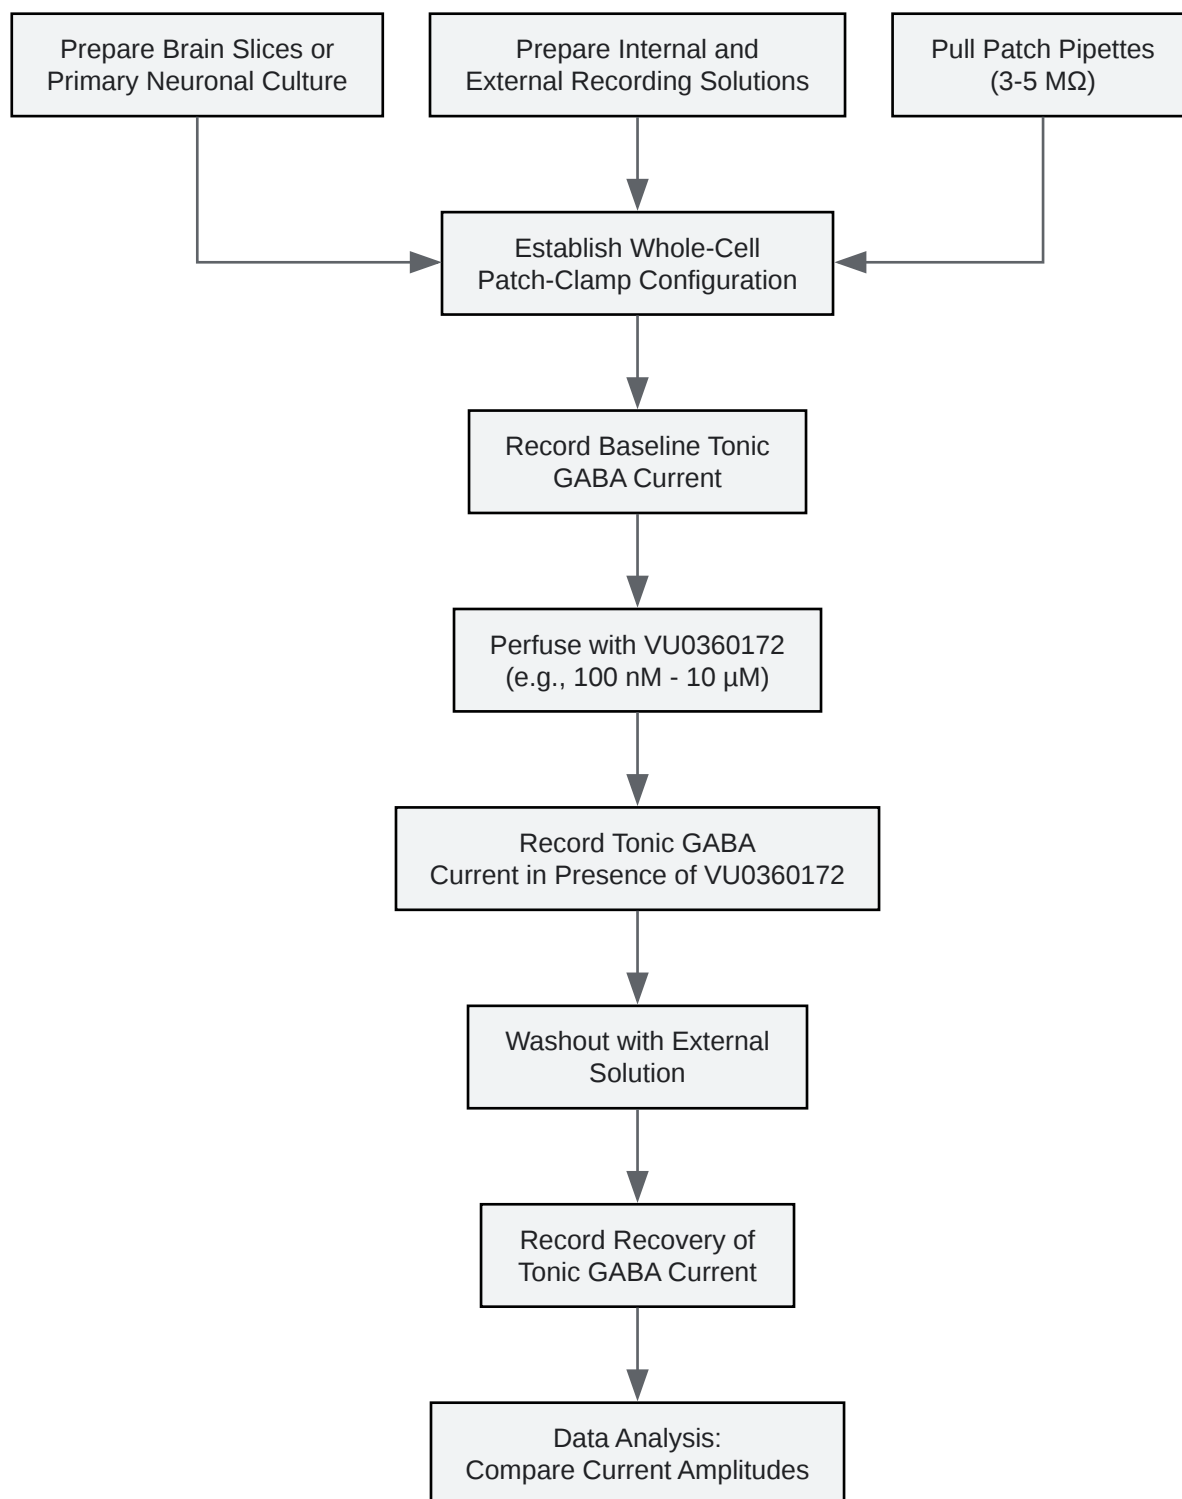 Prepare Brain Slices or
Primary Neuronal Culture
Prepare Internal and
External Recording Solutions
Pull Patch Pipettes
(3-5 MΩ)
Establish Whole-Cell
Patch-Clamp Configuration
Record Baseline Tonic
GABA Current
Perfuse with VU0360172
(e.g., 100 nM - 10 µM)
Record Tonic GABA
Current in Presence of VU0360172
Washout with External
Solution
Record Recovery of
Tonic GABA Current
Data Analysis:
Compare Current Amplitudes